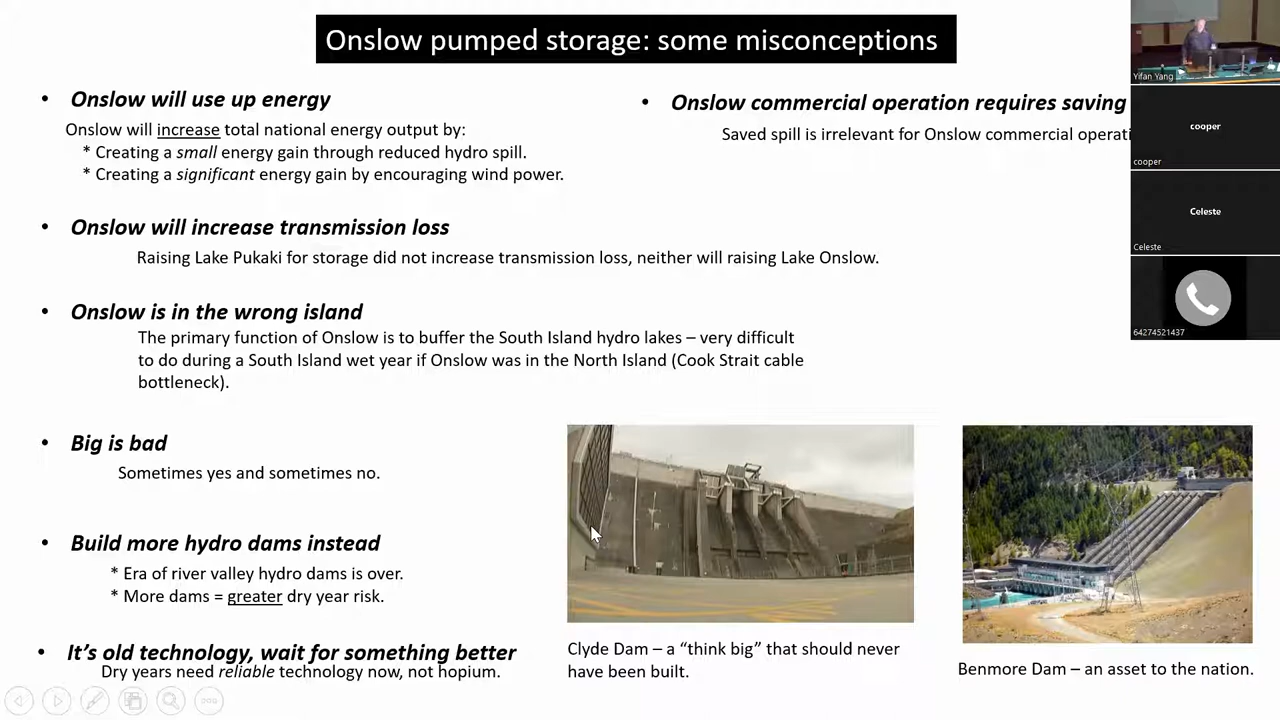 Onslow pumped storage: some misconceptions
• Onslow will use up energy
Onslow will increase total national energy output by:
* Creating a small energy gain through reduced hydro spill.
* Creating a significant energy gain by encouraging wind power.
• Onslow commercial operation requires saving
Saved spill is irrelevant for Onslow commercial
• Onslow will increase transmission loss
Raising Lake Pukaki for storage did not increase transmission loss, neither will raising Lake Onslow.
• Onslow is in the wrong island
The primary function of Onslow is to buffer the South Island hydro lakes – very difficult
to do during a South Island wet year if Onslow was in the North Island (Cook Strait cable
bottleneck).
• Big is bad
Sometimes yes and sometimes no.
• Build more hydro dams instead
* Era of river valley hydro dams is over.
* More dams = greater dry year risk.
• It's old technology, wait for something better
Dry years need reliable technology now, not hopium.
Clyde Dam – a “think big” that should never
have been built.
Benmore Dam – an asset to the nation.
Yifan Yang
cooper
cooper
Celeste
Celeste
64274521437